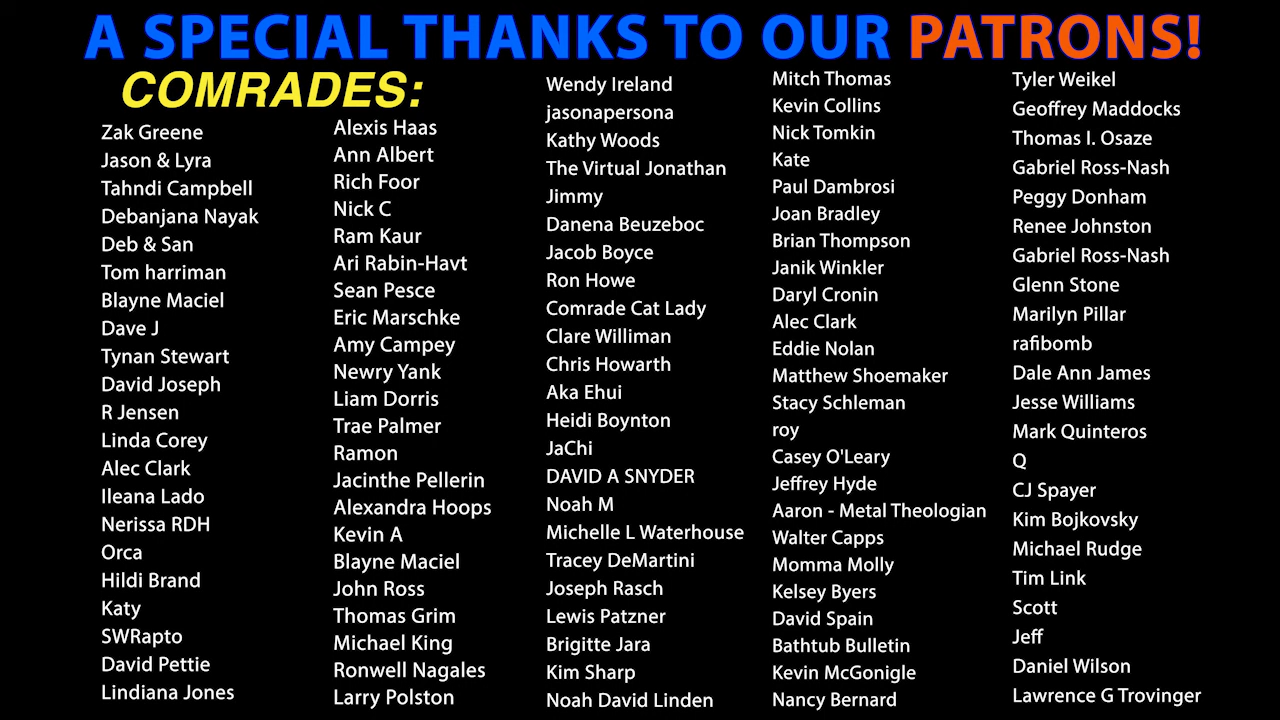 A SPECIAL THANKS TO OUR PATRONS!
COMRADES:
Zak Greene
Jason & Lyra
Tahndi Campbell
Debanjana Nayak
Deb & San
Tom harriman
Blayne Maciel
Dave J
Tynan Stewart
David Joseph
R Jensen
Linda Corey
Alec Clark
Ileana Lado
Nerissa RDH
Orca
Hildi Brand
Katy
SWRapto
David Pettie
Lindiana Jones
Alexis Haas
Ann Albert
Rich Foor
Nick C
Ram Kaur
Ari Rabin-Havt
Sean Pesce
Eric Marschke
Amy Campey
Newry Yank
Liam Dorris
Trae Palmer
Ramon
Jacinthe Pellerin
Alexandra Hoops
Kevin A
Blayne Maciel
John Ross
Thomas Grim
Michael King
Ronwell Nagales
Larry Polston
Wendy Ireland
jasonapersona
Kathy Woods
The Virtual Jonathan
Jimmy
Danena Beuzeboc
Jacob Boyce
Ron Howe
Comrade Cat Lady
Clare Williman
Chris Howarth
Aka Ehui
Heidi Boynton
JaChi
DAVID A SNYDER
Noah M
Michelle L Waterhouse
Tracey DeMartini
Joseph Rasch
Lewis Patzner
Brigitte Jara
Kim Sharp
Noah David Linden
Mitch Thomas
Kevin Collins
Nick Tomkin
Kate
Paul Dambrosi
Joan Bradley
Brian Thompson
Janik Winkler
Daryl Cronin
Alec Clark
Eddie Nolan
Matthew Shoemaker
Stacy Schleman
roy
Casey O'Leary
Jeffrey Hyde
Aaron - Metal Theologian
Walter Capps
Momma Molly
Kelsey Byers
David Spain
Bathtub Bulletin
Kevin McGonigle
Nancy Bernard
Tyler Weikel
Geoffrey Maddocks
Thomas I. Osaze
Gabriel Ross-Nash
Peggy Donham
Renee Johnston
Gabriel Ross-Nash
Glenn Stone
Marilyn Pillar
rafibomb
Dale Ann James
Jesse Williams
Mark Quinteros
Q
CJ Spayer
Kim Bojkovsky
Michael Rudge
Tim Link
Scott
Jeff
Daniel Wilson
Lawrence G Trovinger